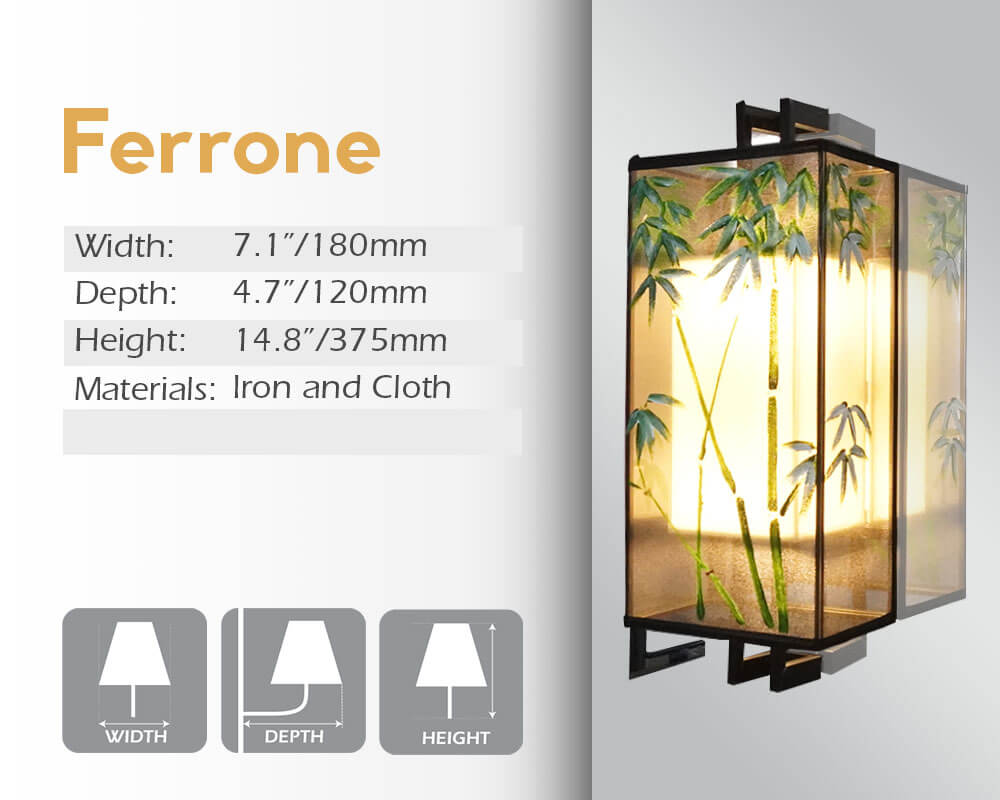 Ferrone
Width: 7.1"/180mm
Depth: 4.7"/120mm
Height: 14.8"/375mm
Materials: Iron and Cloth
WIDTH
DEPTH
HEIGHT